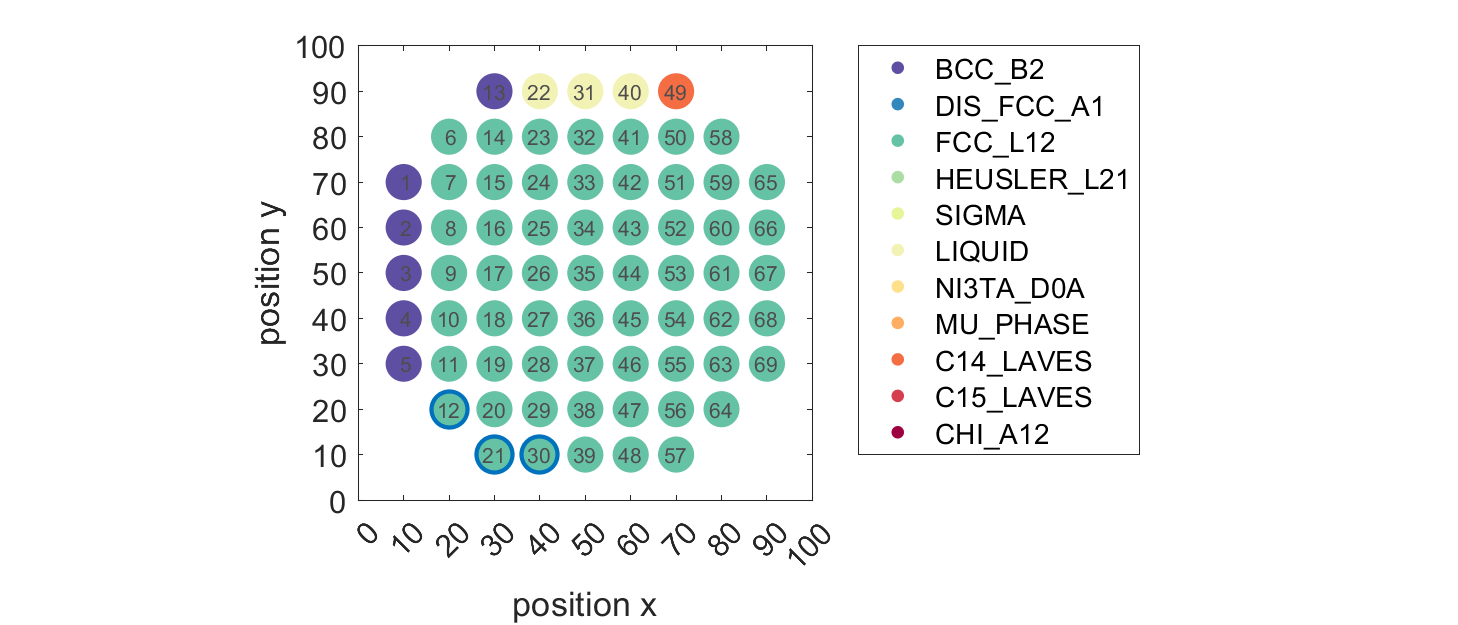 100
90
80
70
60
50
40
30
20
10
0
position y
13 22 31 40 49
6 14 23 32 41 50 58
1 7 15 24 33 42 51 59 65
2 8 16 25 34 43 52 60 66
3 9 17 26 35 44 53 61 67
4 10 18 27 36 45 54 62 68
5 11 19 28 37 46 55 63 69
12 20 29 38 47 56 64
21 30 39 48 57
0 10 20 30 40 50 60 70 80 90 100
position x
BCC_B2
DIS_FCC_A1
FCC_L12
HEUSLER_L21
SIGMA
LIQUID
NI3TA_D0A
MU_PHASE
C14_LAVES
C15_LAVES
CHI_A12